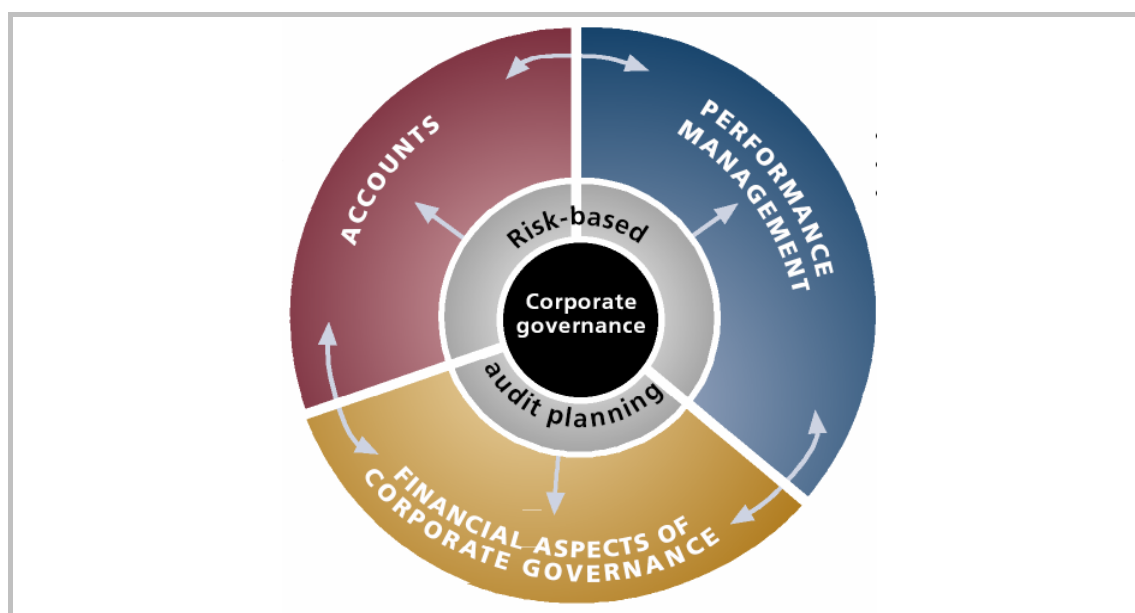 ACCOUNTS
PERFORMANCE
MANAGEMENT
Risk-based
Corporate
governance
audit planning
FINANCIAL ASPECTS OF
CORPORATE GOVERNANCE